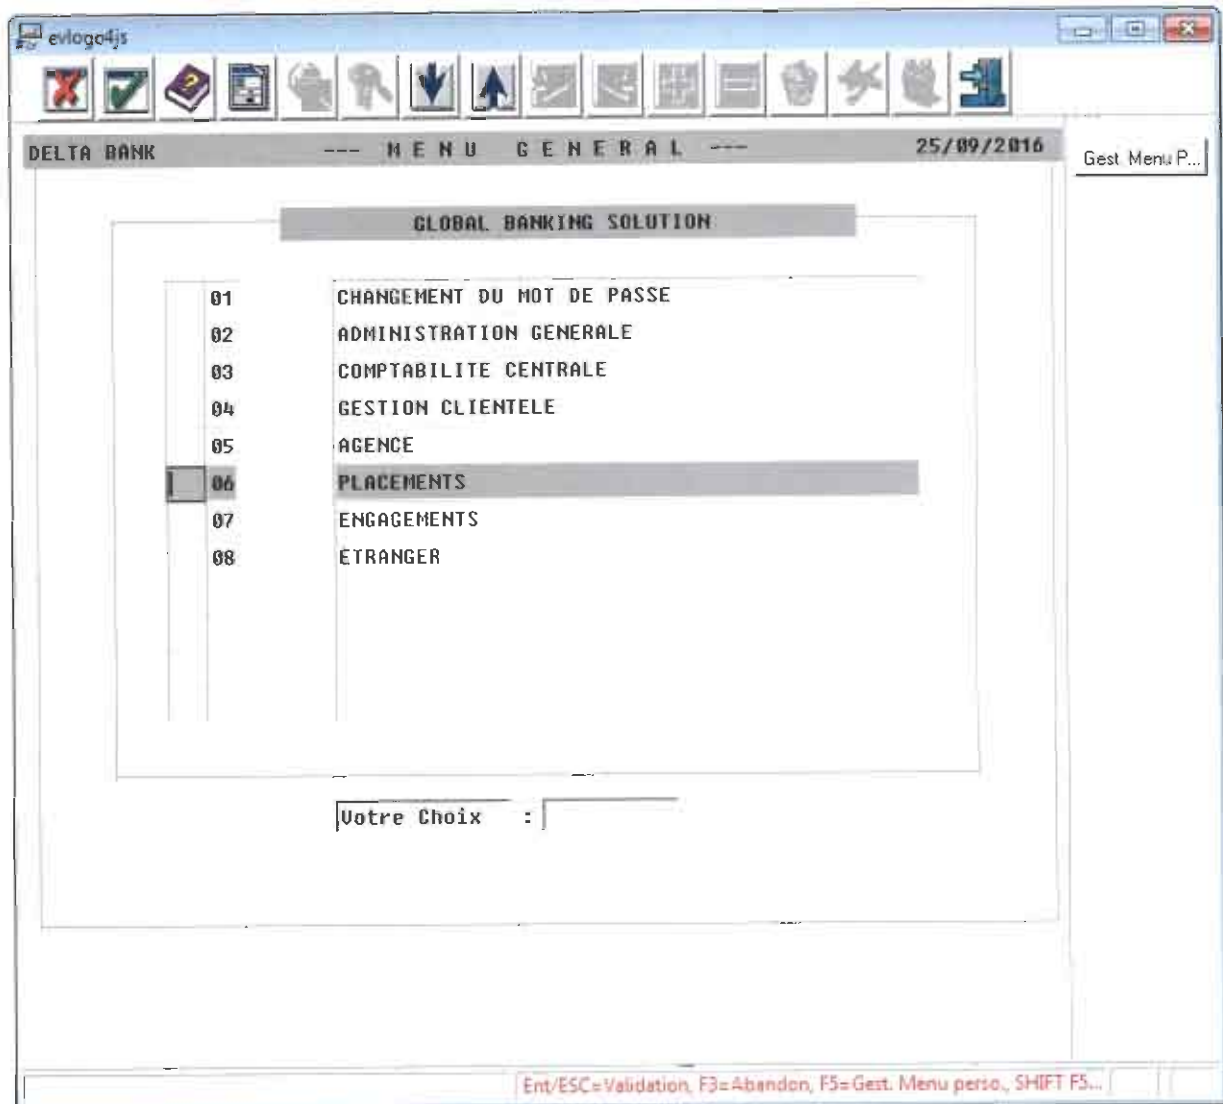 evlogo4js
DELTA BANK --- M E N U G E N E R A L --- 25/09/2016
Gest. Menu P...
GLOBAL BANKING SOLUTION
01 CHANGEMENT DU MOT DE PASSE
02 ADMINISTRATION GENERALE
03 COMPTABILITE CENTRALE
04 GESTION CLIENTELE
05 AGENCE
06 PLACEMENTS
07 ENGAGEMENTS
08 ETRANGER
Votre Choix :
Ent/ESC=Validation, F3=Abandon, F5=Gest. Menu perso., SHIFT F5...